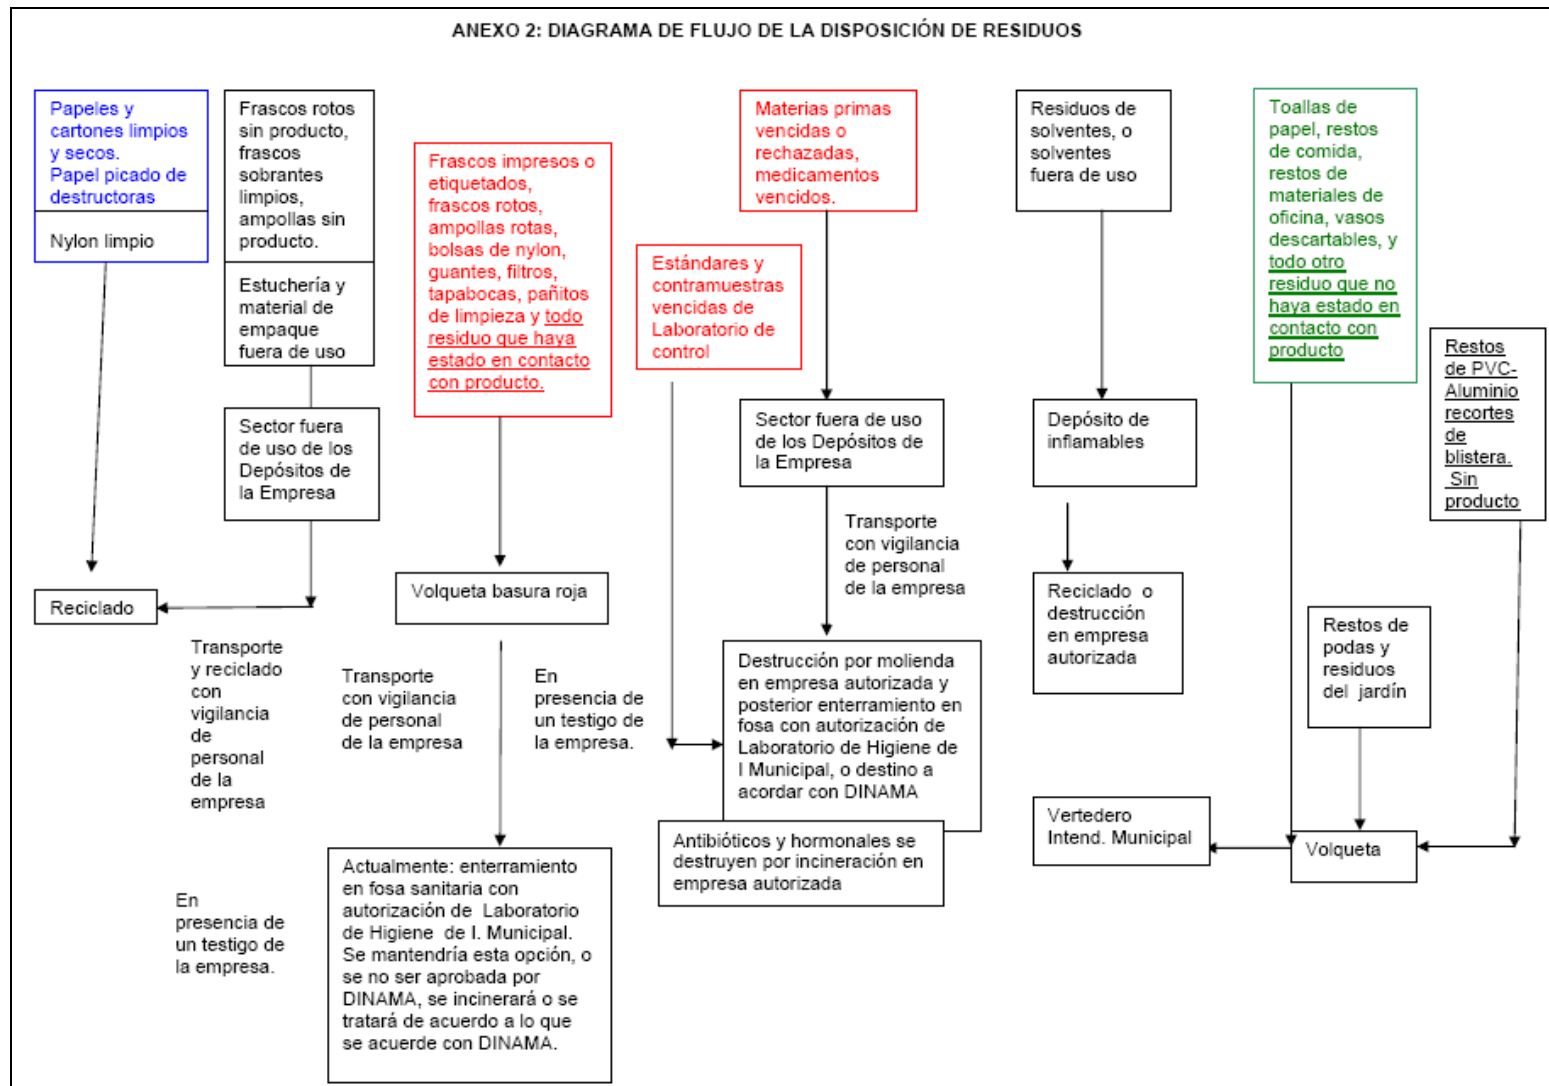 ANEXO 2: DIAGRAMA DE FLUJO DE LA DISPOSICIÓN DE RESIDUOS
Papeles y
cartones limpios
y secos.
Papel picado de
destructoras
Nylon limpio
Frascos rotos
sin producto,
frascos
sobrantes
limpios,
ampollas sin
producto.
Estuchería y
material de
empaque
fuera de uso
Sector fuera
de uso de los
Depósitos de
la Empresa
Reciclado
Transporte
y reciclado
con
vigilancia
de
personal
de la
empresa
En
presencia de
un testigo de
la empresa.
Frascos impresos o
etiquetados,
frascos rotos,
ampollas rotas,
bolsas de nylon,
guantes, filtros,
tapabocas, pañitos
de limpieza y todo
residuo que haya
estado en contacto
con producto.
Volqueta basura roja
Transporte
con vigilancia
de personal
de la empresa
En
presencia de
un testigo de
la empresa.
Actualmente: enterramiento
en fosa sanitaria con
autorización de Laboratorio
de Higiene de I. Municipal.
Se mantendría esta opción, o
se no ser aprobada por
DINAMA, se incinerará o se
tratará de acuerdo a lo que
se acuerde con DINAMA.
Estándares y
contramuestras
vencidas de
Laboratorio de
control
Materias primas
vencidas o
rechazadas,
medicamentos
vencidos.
Sector fuera de uso
de los Depósitos de
la Empresa
Transporte
con vigilancia
de personal
de la empresa
Destrucción por molienda
en empresa autorizada y
posterior enterramiento en
fosa con autorización de
Laboratorio de Higiene de
I Municipal, o destino a
acordar con DINAMA
Antibióticos y hormonales se
destruyen por incineración en
empresa autorizada
Residuos de
solventes, o
solventes
fuera de uso
Depósito de
inflamables
Reciclado o
destrucción
en empresa
autorizada
Vertedero
Intend. Municipal
Toallas de
papel, restos
de comida,
restos de
materiales de
oficina, vasos
descartables, y
todo otro
residuo que no
haya estado en
contacto con
producto
Restos de
podas y
residuos
del jardín
Volqueta
Restos
de PVC-
Aluminio
recortes
de
blistera.
Sin
producto